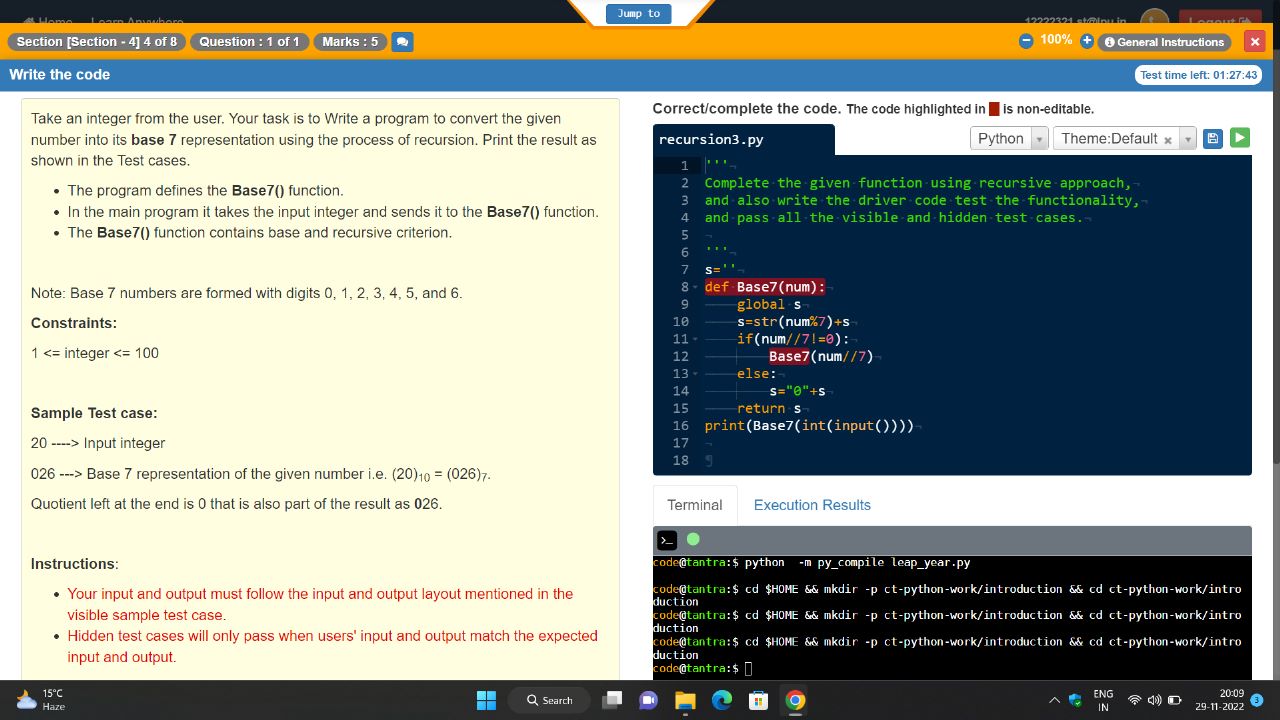 Home Learn Anywhere
Jump to
12222321.st@lpu.in
Logout
Section [Section - 4] 4 of 8
Question : 1 of 1
Marks : 5
100%
General Instructions
Write the code
Test time left: 01:27:43
Take an integer from the user. Your task is to Write a program to convert the given
number into its base 7 representation using the process of recursion. Print the result as
shown in the Test cases.
The program defines the Base7() function.
In the main program it takes the input integer and sends it to the Base7() function.
The Base7() function contains base and recursive criterion.
Note: Base 7 numbers are formed with digits 0, 1, 2, 3, 4, 5, and 6.
Constraints:
1 <= integer <= 100
Sample Test case:
20 ----> Input integer
026 ---> Base 7 representation of the given number i.e. (20)10 = (026)7.
Quotient left at the end is 0 that is also part of the result as 026.
Instructions:
Your input and output must follow the input and output layout mentioned in the
visible sample test case.
Hidden test cases will only pass when users' input and output match the expected
input and output.
Correct/complete the code. The code highlighted in is non-editable.
recursion3.py
Python
Theme:Default ×
1 '''
2 Complete the given function using recursive approach,
3 and also write the driver code test the functionality,
4 and pass all the visible and hidden test cases.
5
6 '''
7 s=''
8 def Base7(num):
9 global s
10 s=str(num%7)+s
11 if(num//7!=0):
12 Base7(num//7)
13 else:
14 s="0"+s
15 return s
16 print(Base7(int(input())))
17
18
Terminal
Execution Results
code@tantra:$ python -m py_compile leap_year.py
code@tantra:$ cd $HOME && mkdir -p ct-python-work/introduction && cd ct-python-work/intro
duction
code@tantra:$ cd $HOME && mkdir -p ct-python-work/introduction && cd ct-python-work/intro
duction
code@tantra:$ cd $HOME && mkdir -p ct-python-work/introduction && cd ct-python-work/intro
duction
code@tantra:$
15°C
Haze
Search
ENG
IN
20:09
29-11-2022
3